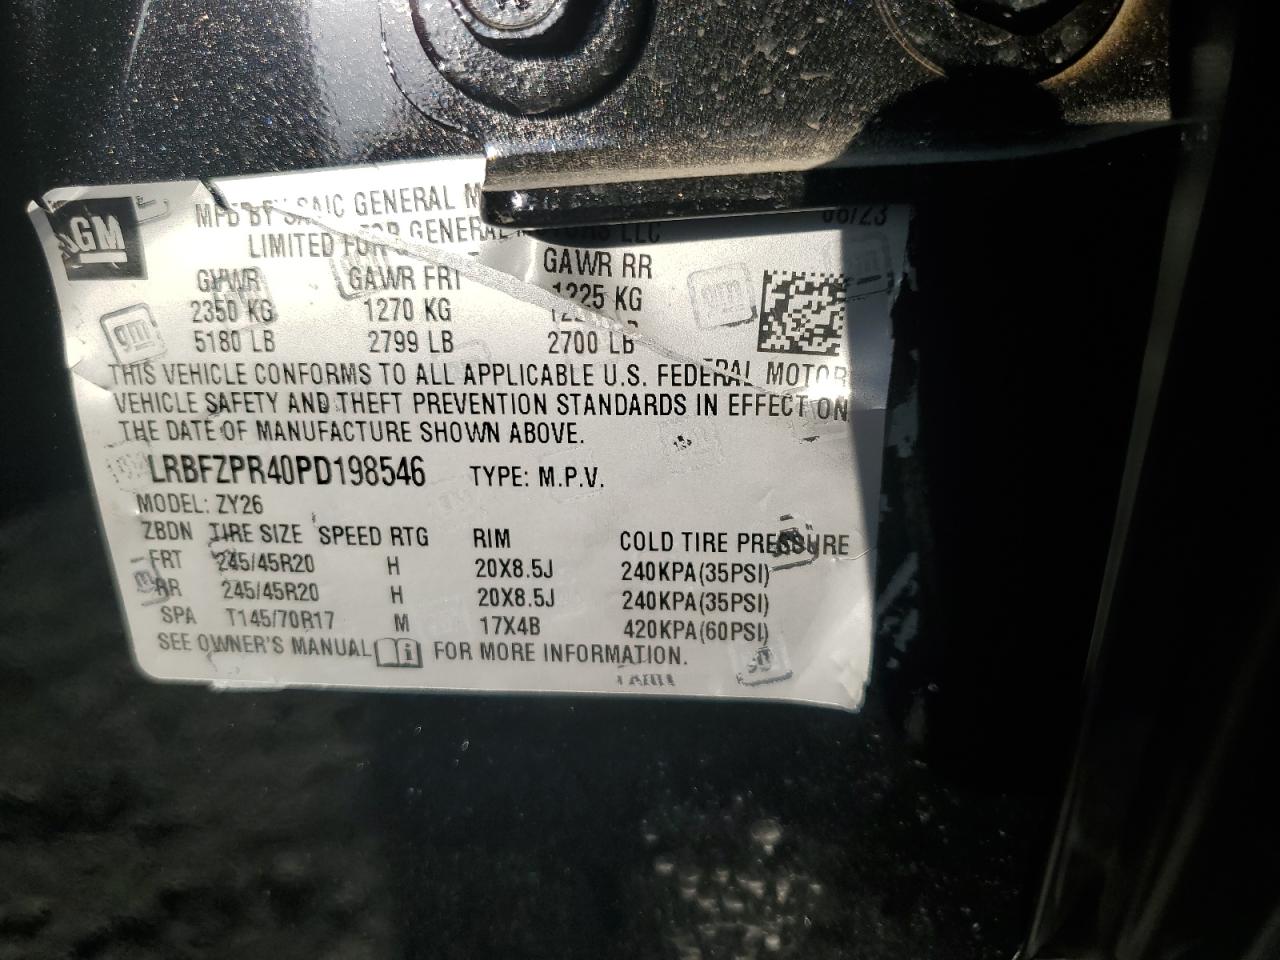 GM
MFD BY SAIC GENERAL M
LIMITED FOR GENERAL MOTORS LLC 06/23
GVWR GAWR FRT GAWR RR
2350 KG 1270 KG 1225 KG
5180 LB 2799 LB 2700 LB
THIS VEHICLE CONFORMS TO ALL APPLICABLE U.S. FEDERAL MOTOR
VEHICLE SAFETY AND THEFT PREVENTION STANDARDS IN EFFECT ON
THE DATE OF MANUFACTURE SHOWN ABOVE.
LRBFZPR40PD198546 TYPE: M.P.V.
MODEL: ZY26
ZBDN TIRE SIZE SPEED RTG RIM COLD TIRE PRESSURE
FRT 245/45R20 H 20X8.5J 240KPA(35PSI)
RR 245/45R20 H 20X8.5J 240KPA(35PSI)
SPA T145/70R17 M 17X4B 420KPA(60PSI)
SEE OWNER'S MANUAL FOR MORE INFORMATION.